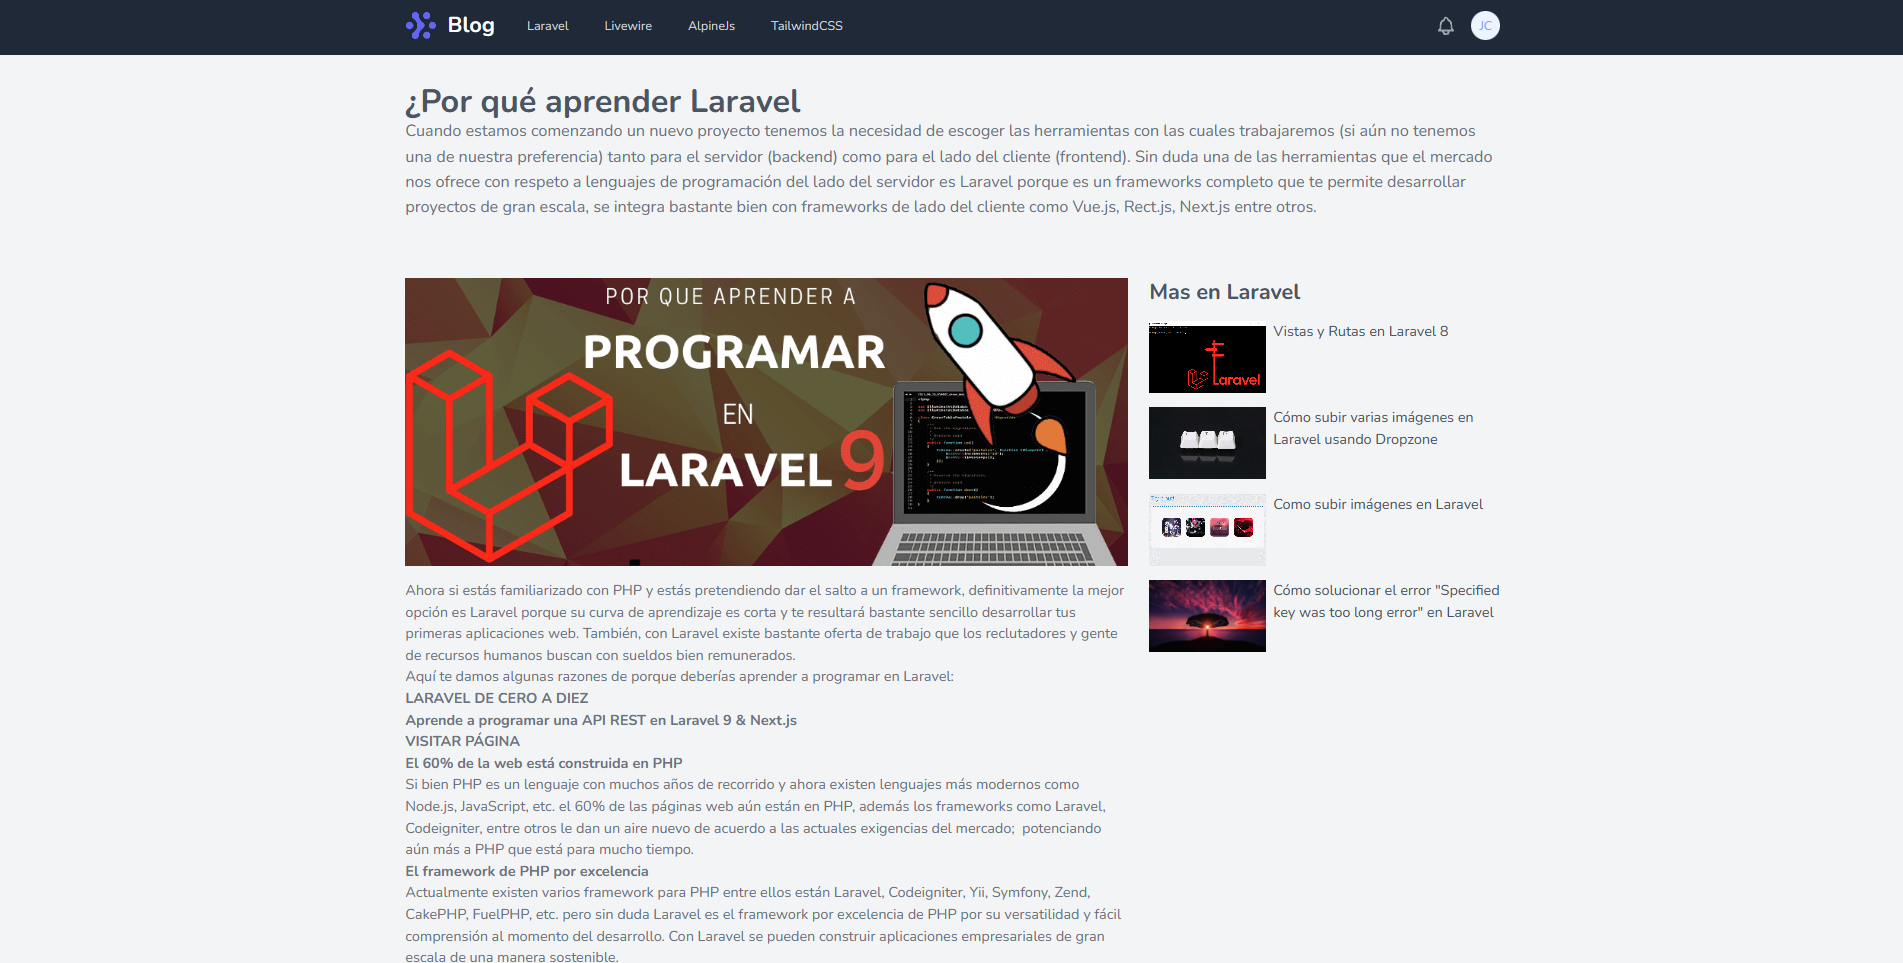 Blog
Laravel
Livewire
AlpineJs
TailwindCSS
JC
¿Por qué aprender Laravel
Cuando estamos comenzando un nuevo proyecto tenemos la necesidad de escoger las herramientas con las cuales trabajaremos (si aún no tenemos
una de nuestra preferencia) tanto para el servidor (backend) como para el lado del cliente (frontend). Sin duda una de las herramientas que el mercado
nos ofrece con respeto a lenguajes de programación del lado del servidor es Laravel porque es un frameworks completo que te permite desarrollar
proyectos de gran escala, se integra bastante bien con frameworks de lado del cliente como Vue.js, Rect.js, Next.js entre otros.
POR QUE APRENDER A
PROGRAMAR
EN
LARAVEL 9
Ahora si estás familiarizado con PHP y estás pretendiendo dar el salto a un framework, definitivamente la mejor
opción es Laravel porque su curva de aprendizaje es corta y te resultará bastante sencillo desarrollar tus
primeras aplicaciones web. También, con Laravel existe bastante oferta de trabajo que los reclutadores y gente
de recursos humanos buscan con sueldos bien remunerados.
Aquí te damos algunas razones de porque deberías aprender a programar en Laravel:
LARAVEL DE CERO A DIEZ
Aprende a programar una API REST en Laravel 9 & Next.js
VISITAR PÁGINA
El 60% de la web está construida en PHP
Si bien PHP es un lenguaje con muchos años de recorrido y ahora existen lenguajes más modernos como
Node.js, JavaScript, etc. el 60% de las páginas web aún están en PHP, además los frameworks como Laravel,
Codeigniter, entre otros le dan un aire nuevo de acuerdo a las actuales exigencias del mercado;  potenciando
aún más a PHP que está para mucho tiempo.
El framework de PHP por excelencia
Actualmente existen varios framework para PHP entre ellos están Laravel, Codeigniter, Yii, Symfony, Zend,
CakePHP, FuelPHP, etc. pero sin duda Laravel es el framework por excelencia de PHP por su versatilidad y fácil
comprensión al momento del desarrollo. Con Laravel se pueden construir aplicaciones empresariales de gran
escala de una manera sostenible.
Mas en Laravel
Laravel
Vistas y Rutas en Laravel 8
Cómo subir varias imágenes en
Laravel usando Dropzone
Como subir imágenes en Laravel
Cómo solucionar el error "Specified
key was too long error" en Laravel